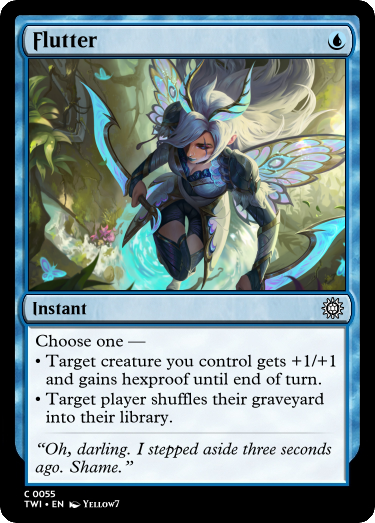 Flutter
Instant
Choose one —
• Target creature you control gets +1/+1
and gains hexproof until end of turn.
• Target player shuffles their graveyard
into their library.
“Oh, darling. I stepped aside three seconds
ago. Shame.”
C 0055
TWI • EN Yellow7